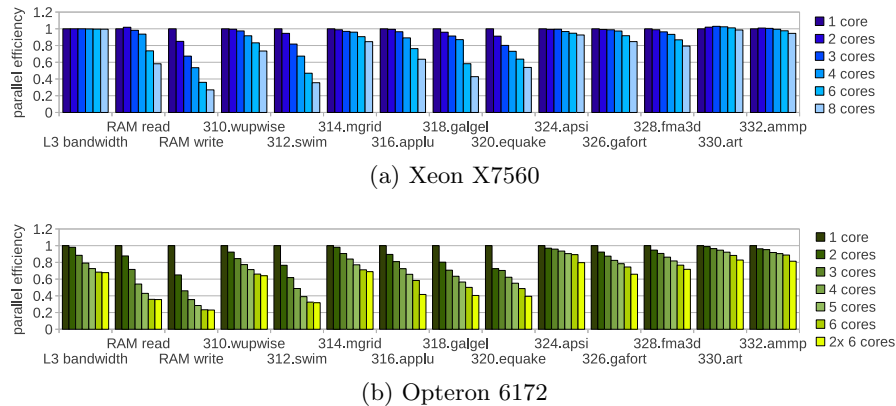 parallel efficiency
1.2
1
0.8
0.6
0.4
0.2
0
RAM read 310.wupwise 314.mgrid 318.galgel 324.apsi 328.fma3d 332.ammp
L3 bandwidth RAM write 312.swim 316.applu 320.equake 326.gafort 330.art
1 core
2 cores
3 cores
4 cores
6 cores
8 cores
(a) Xeon X7560
parallel efficiency
1.2
1
0.8
0.6
0.4
0.2
0
RAM read 310.wupwise 314.mgrid 318.galgel 324.apsi 328.fma3d 332.ammp
L3 bandwidth RAM write 312.swim 316.applu 320.equake 326.gafort 330.art
1 core
2 cores
3 cores
4 cores
5 cores
6 cores
2x 6 cores
(b) Opteron 6172